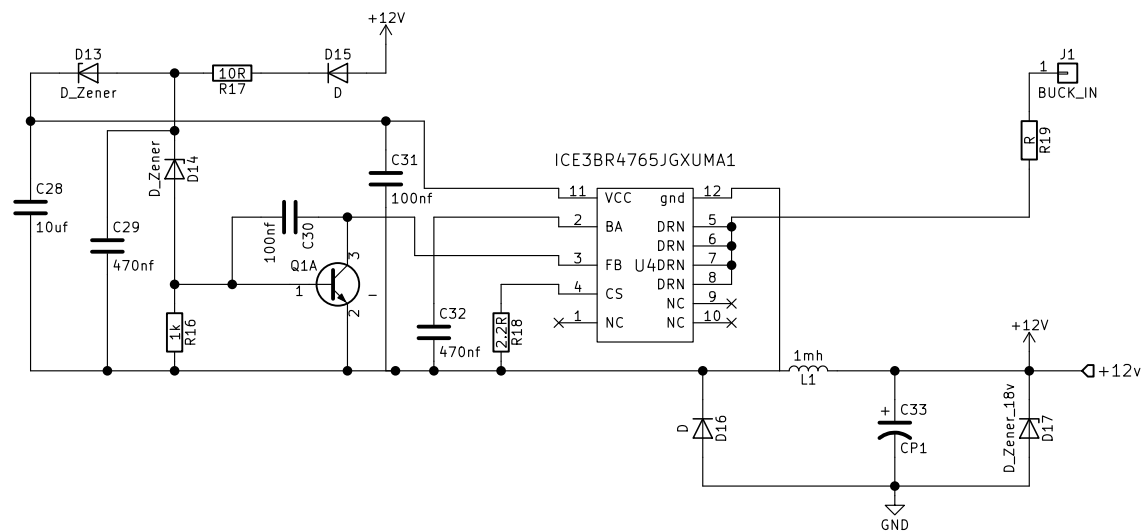 +12V
D13
D_Zener
10R
R17
D15
D
J1
1
BUCK_IN
R
R19
D_Zener
D14
C31
100nf
ICE3BR4765JGXUMA1
C28
10uf
C29
470nf
100nf
C30
Q1A
1
3
2
-
1k
R16
C32
470nf
2.2R
R18
11 VCC gnd 12
2 BA DRN 5
DRN 6
3 FB U4 DRN 7
4 CS DRN 8
NC 9
1 NC NC 10
+12V
1mh
L1
+12v
D
D16
+
C33
CP1
D_Zener_18v
D17
GND